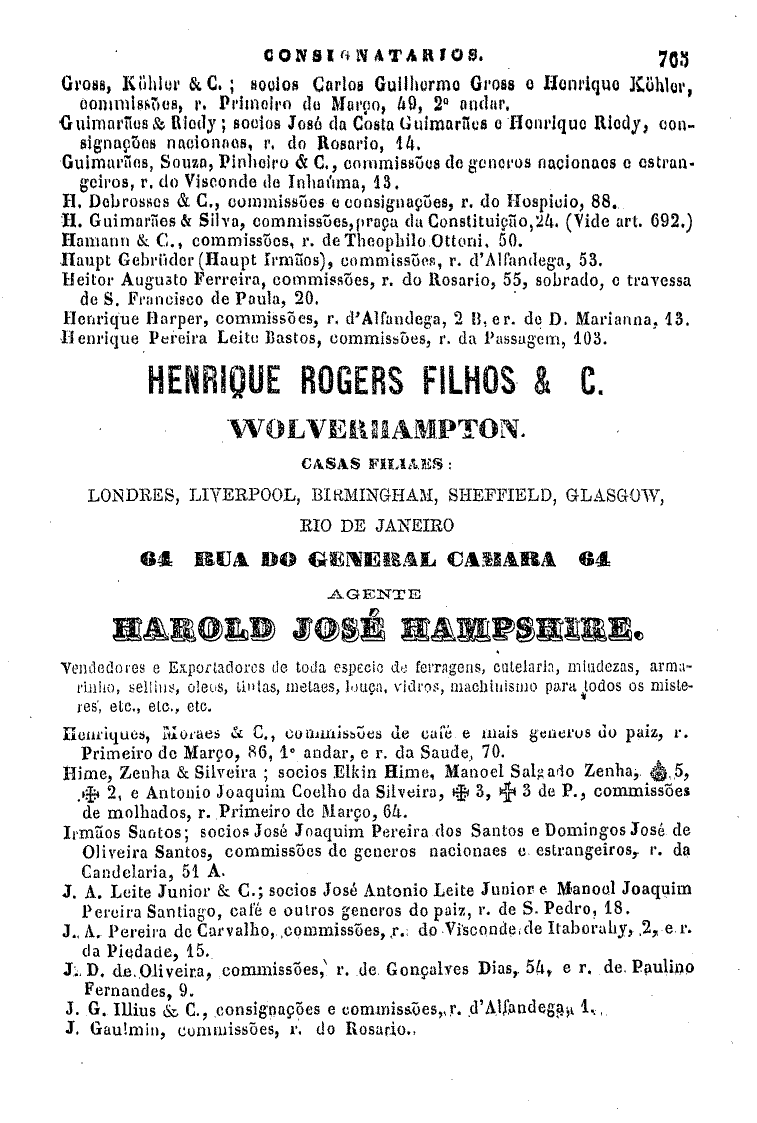 CONSIGNATARIOS. 765
Gross, Köhler & C. ; socios Carlos Guilhermo Gross e Henrique Köhler,
commissões, r. Primeiro de Março, 49, 2º andar.
Guimarães & Riedy ; socios José da Costa Guimarães e Henrique Riedy, con-
signações nacionaes, r. do Rosario, 14.
Guimarães, Souza, Pinheiro & C., commissões de generos nacionaes e estran-
geiros, r. do Visconde de Inhaúma, 13.
H. Debrosses & C., commissões e consignações, r. do Hospicio, 88.
H. Guimarães & Silva, commissões, praça da Constituição, 24. (Vide art. 692.)
Hamann & C., commissões, r. de Theophilo Ottoni, 50.
Haupt Gebrüder (Haupt Irmãos), commissões, r. d'Alfandega, 53.
Heitor Augusto Ferreira, commissões, r. do Rosario, 55, sobrado, e travessa
de S. Francisco de Paula, 20.
Henrique Harper, commissões, r. d'Alfandega, 2 B, e r. de D. Marianna, 13.
Henrique Pereira Leite Bastos, commissões, r. da Passagem, 103.
HENRIQUE ROGERS FILHOS & C.
WOLVERHAMPTON.
CASAS FILIAES :
LONDRES, LIVERPOOL, BIRMINGHAM, SHEFFIELD, GLASGOW,
RIO DE JANEIRO
64 RUA DO GENERAL CAMARA 64
AGENTE
HAROLD JOSÉ HAMPSHIRE.
Vendedores e Exportadores de toda especie de ferragens, cutelaria, miudezas, arma-
rinho, sellins, oleos, tintas, metaes, louça, vidros, machinismo para todos os miste-
res, etc., etc., etc.
Henriques, Moraes & C., commissões de café e mais generos do paiz, r.
Primeiro de Março, 86, 1º andar, e r. da Saude, 70.
Hime, Zenha & Silveira ; socios Elkin Hime, Manoel Salgado Zenha, 5,
2, e Antonio Joaquim Coelho da Silveira, 3, 3 de P., commissões
de molhados, r. Primeiro de Março, 64.
Irmãos Santos; socios José Joaquim Pereira dos Santos e Domingos José de
Oliveira Santos, commissões de generos nacionaes e estrangeiros, r. da
Candelaria, 51 A.
J. A. Leite Junior & C.; socios José Antonio Leite Junior e Manoel Joaquim
Pereira Santiago, café e outros generos do paiz, r. de S. Pedro, 18.
J. A. Pereira de Carvalho, commissões, r. do Visconde de Itaborahy, 2, e r.
da Piedade, 15.
J. D. de Oliveira, commissões, r. de Gonçalves Dias, 54, e r. de Paulino
Fernandes, 9.
J. G. Illius & C., consignações e commissões, r. d'Alfandega, 1.
J. Gaulmin, commissões, r. do Rosario.